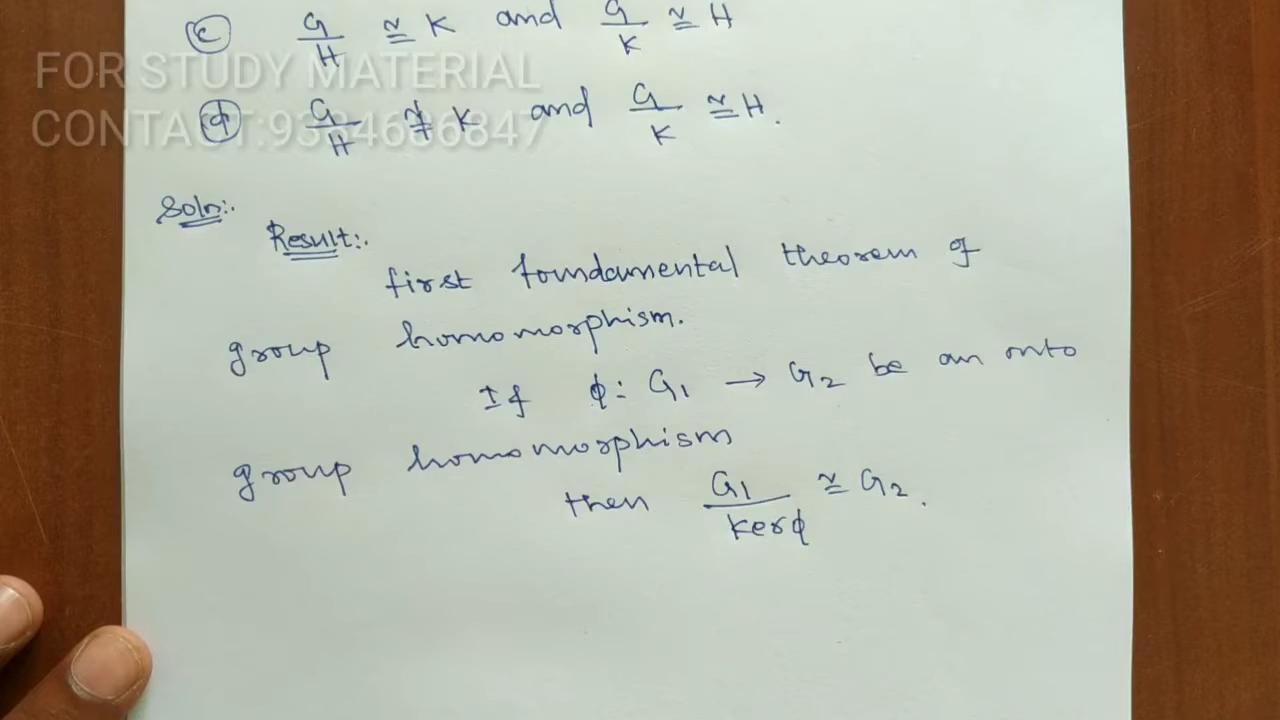 (c) G/H ≅ K and G/K ≅ H
FOR STUDY MATERIAL
(d) G/H ≇ K and G/K ≅ H.
Soln:.
Result:.
first foundamental theorem of
group homomorphism.
If ϕ: G1 → G2 be an onto
group homomorphism
then G1/kerϕ ≅ G2.